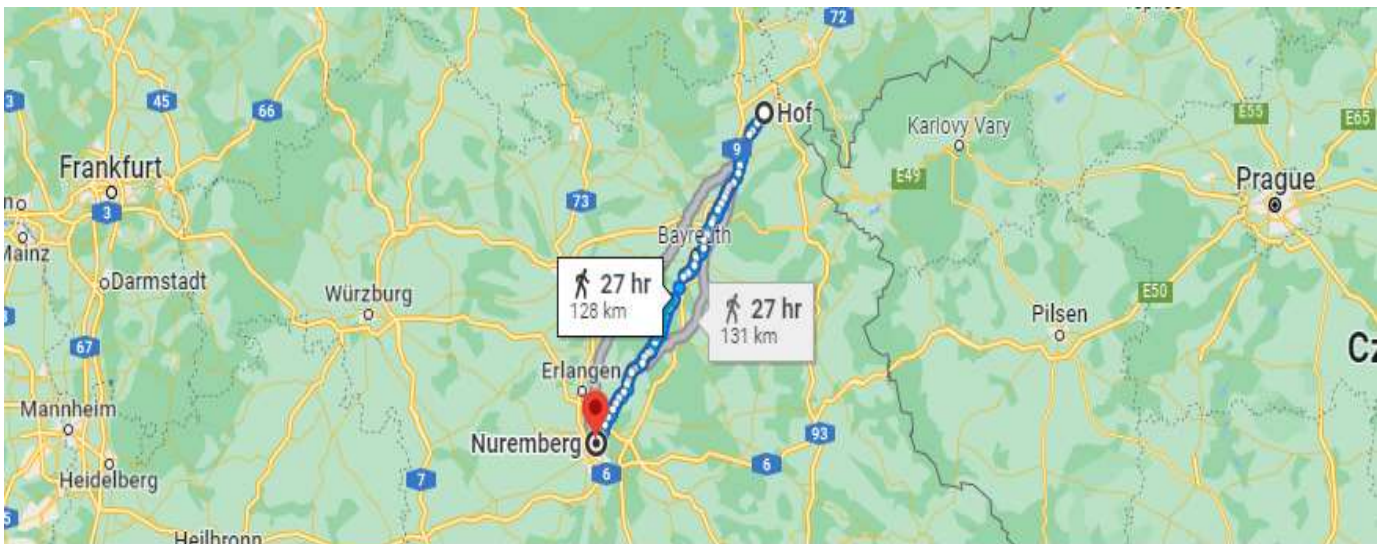 72
Hof
3
45
66
9
Karlovy Vary
E55
E65
Frankfurt
E49
Prague
3
73
Mainz
Bayreuth
Darmstadt
27 hr
128 km
27 hr
131 km
E50
Würzburg
Pilsen
67
Erlangen
Mannheim
Nuremberg
93
6
6
7
Heidelberg
Heilbronn